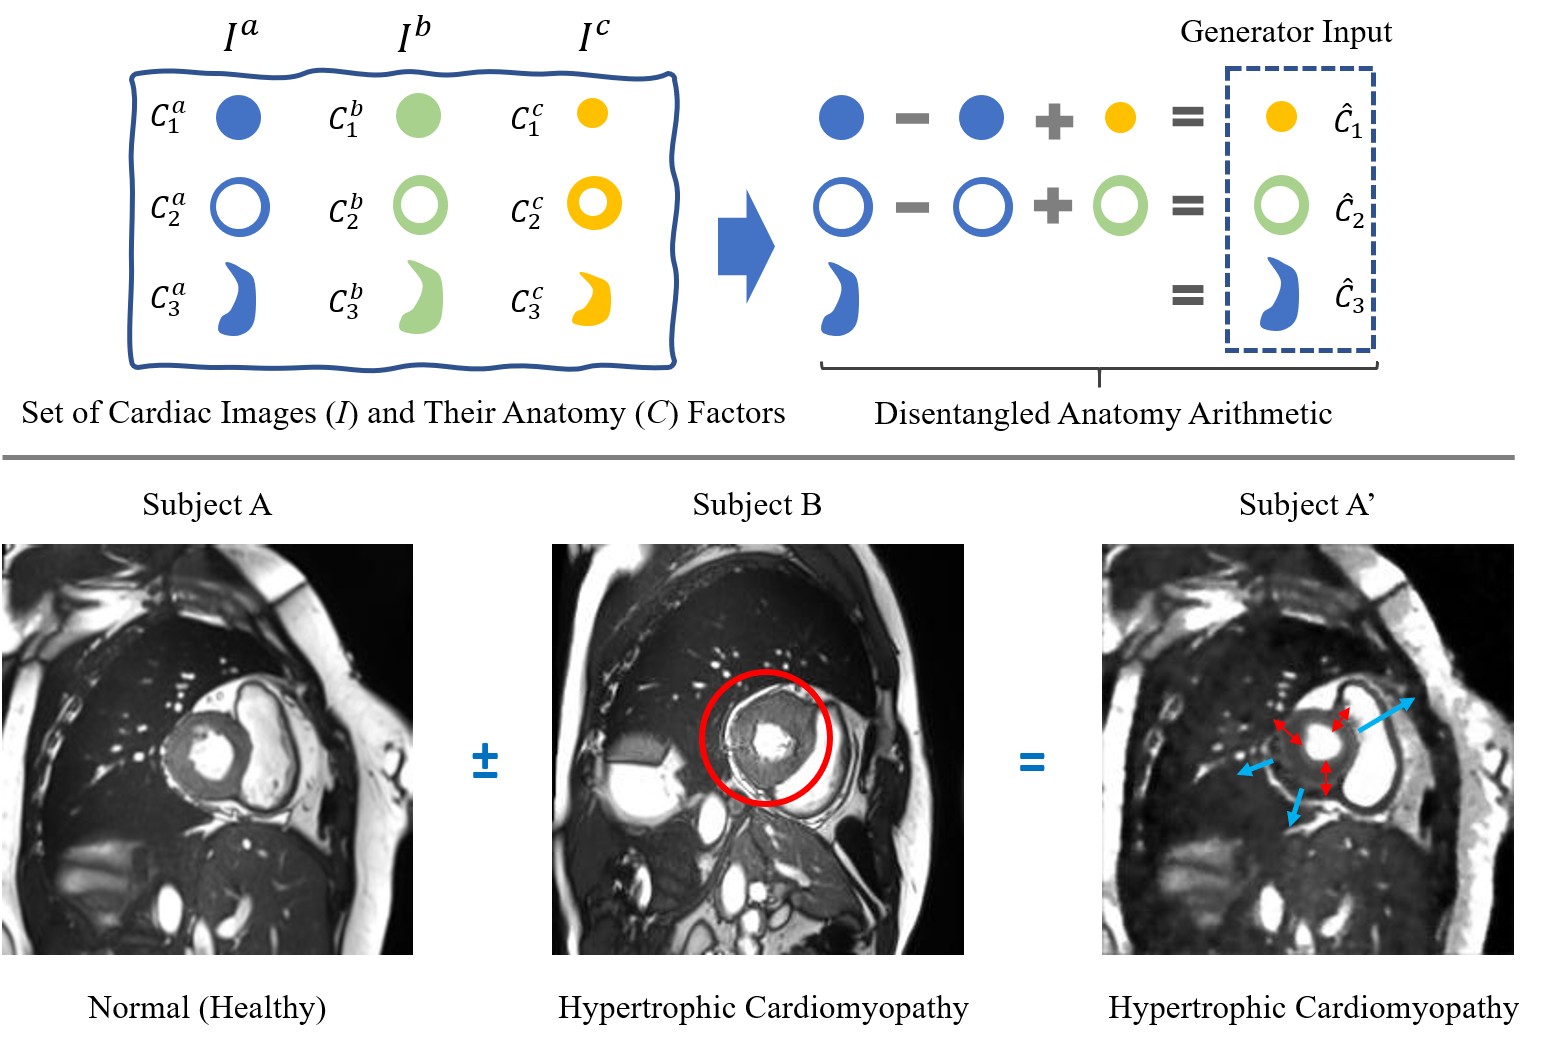 I^a I^b I^c
Generator Input
C_1^a C_1^b C_1^c − + = Ĉ_1
C_2^a C_2^b C_2^c − + = Ĉ_2
C_3^a C_3^b C_3^c = Ĉ_3
Set of Cardiac Images (I) and Their Anatomy (C) Factors
Disentangled Anatomy Arithmetic
Subject A
Subject B
Subject A’
± =
Normal (Healthy)
Hypertrophic Cardiomyopathy
Hypertrophic Cardiomyopathy